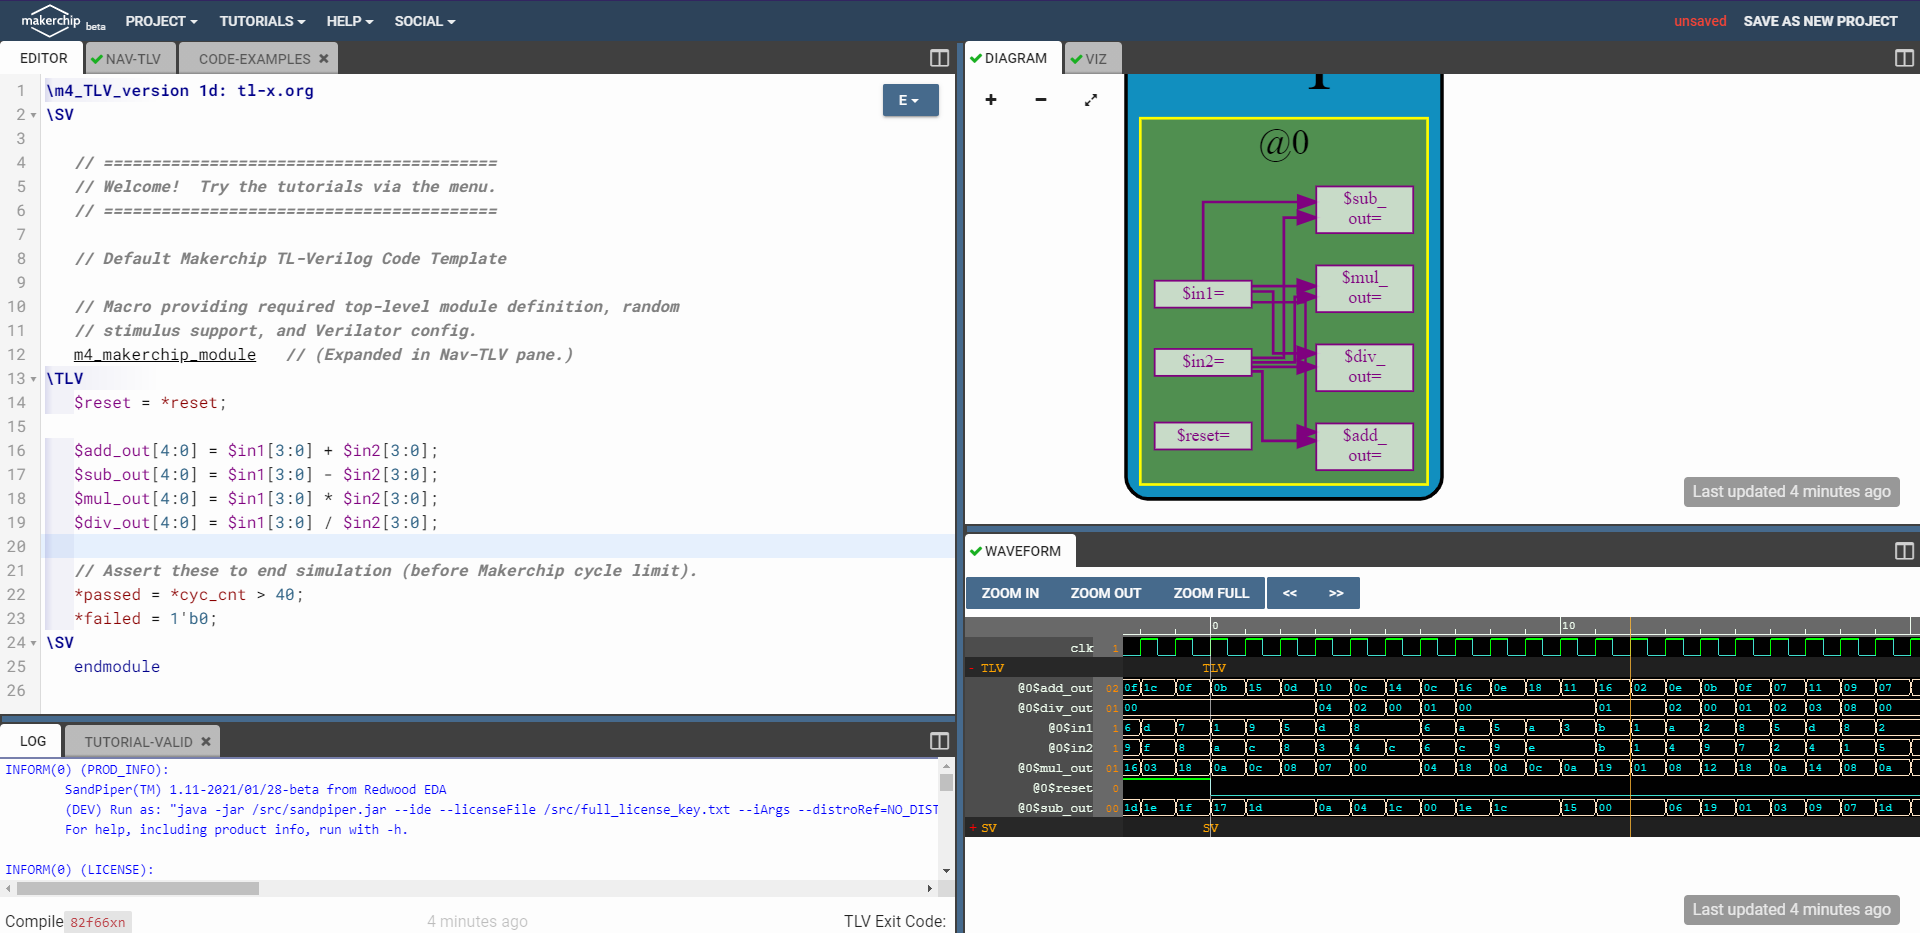 makerchip beta PROJECT TUTORIALS HELP SOCIAL unsaved SAVE AS NEW PROJECT
EDITOR NAV-TLV CODE-EXAMPLES
E
1 \m4_TLV_version 1d: tl-x.org
2 \SV
3
4 // =========================================
5 // Welcome!  Try the tutorials via the menu.
6 // =========================================
7
8 // Default Makerchip TL-Verilog Code Template
9
10 // Macro providing required top-level module definition, random
11 // stimulus support, and Verilator config.
12 m4_makerchip_module   // (Expanded in Nav-TLV pane.)
13 \TLV
14 $reset = *reset;
15
16 $add_out[4:0] = $in1[3:0] + $in2[3:0];
17 $sub_out[4:0] = $in1[3:0] - $in2[3:0];
18 $mul_out[4:0] = $in1[3:0] * $in2[3:0];
19 $div_out[4:0] = $in1[3:0] / $in2[3:0];
20
21 // Assert these to end simulation (before Makerchip cycle limit).
22 *passed = *cyc_cnt > 40;
23 *failed = 1'b0;
24 \SV
25 endmodule
26
LOG TUTORIAL-VALID
INFORM(0) (PROD_INFO):
SandPiper(TM) 1.11-2021/01/28-beta from Redwood EDA
(DEV) Run as: "java -jar /src/sandpiper.jar --ide --licenseFile /src/full_license_key.txt --iArgs --distroRef=NO_DIST
For help, including product info, run with -h.
INFORM(0) (LICENSE):
Compile 82f66xn 4 minutes ago TLV Exit Code:
DIAGRAM VIZ
@0
$sub_
out=
$mul_
out=
$in1=
$div_
out=
$in2=
$add_
out=
$reset=
Last updated 4 minutes ago
WAVEFORM
ZOOM IN ZOOM OUT ZOOM FULL << >>
0 10
clk 1
- TLV TLV
@0$add_out 02 0f 1c 0f 0b 15 0d 10 0c 14 0c 16 0e 18 11 16 02 0e 0b 0f 07 11 09 07
@0$div_out 01 00 04 02 00 01 00 01 02 00 01 02 03 08 00
@0$in1 1 6 d 7 1 9 5 d 8 6 a 5 a 3 b 1 a 2 8 5 d 8 2
@0$in2 1 9 f 8 a c 8 3 4 c 6 c 9 e b 1 4 9 7 2 4 1 5
@0$mul_out 01 16 03 18 0a 0c 08 07 00 04 18 0d 0c 0a 19 01 08 12 18 0a 14 08 0a
@0$reset 0
@0$sub_out 00 1d 1e 1f 17 1d 0a 04 1c 00 1e 1c 15 00 06 19 01 03 09 07 1d
+ SV SV
Last updated 4 minutes ago